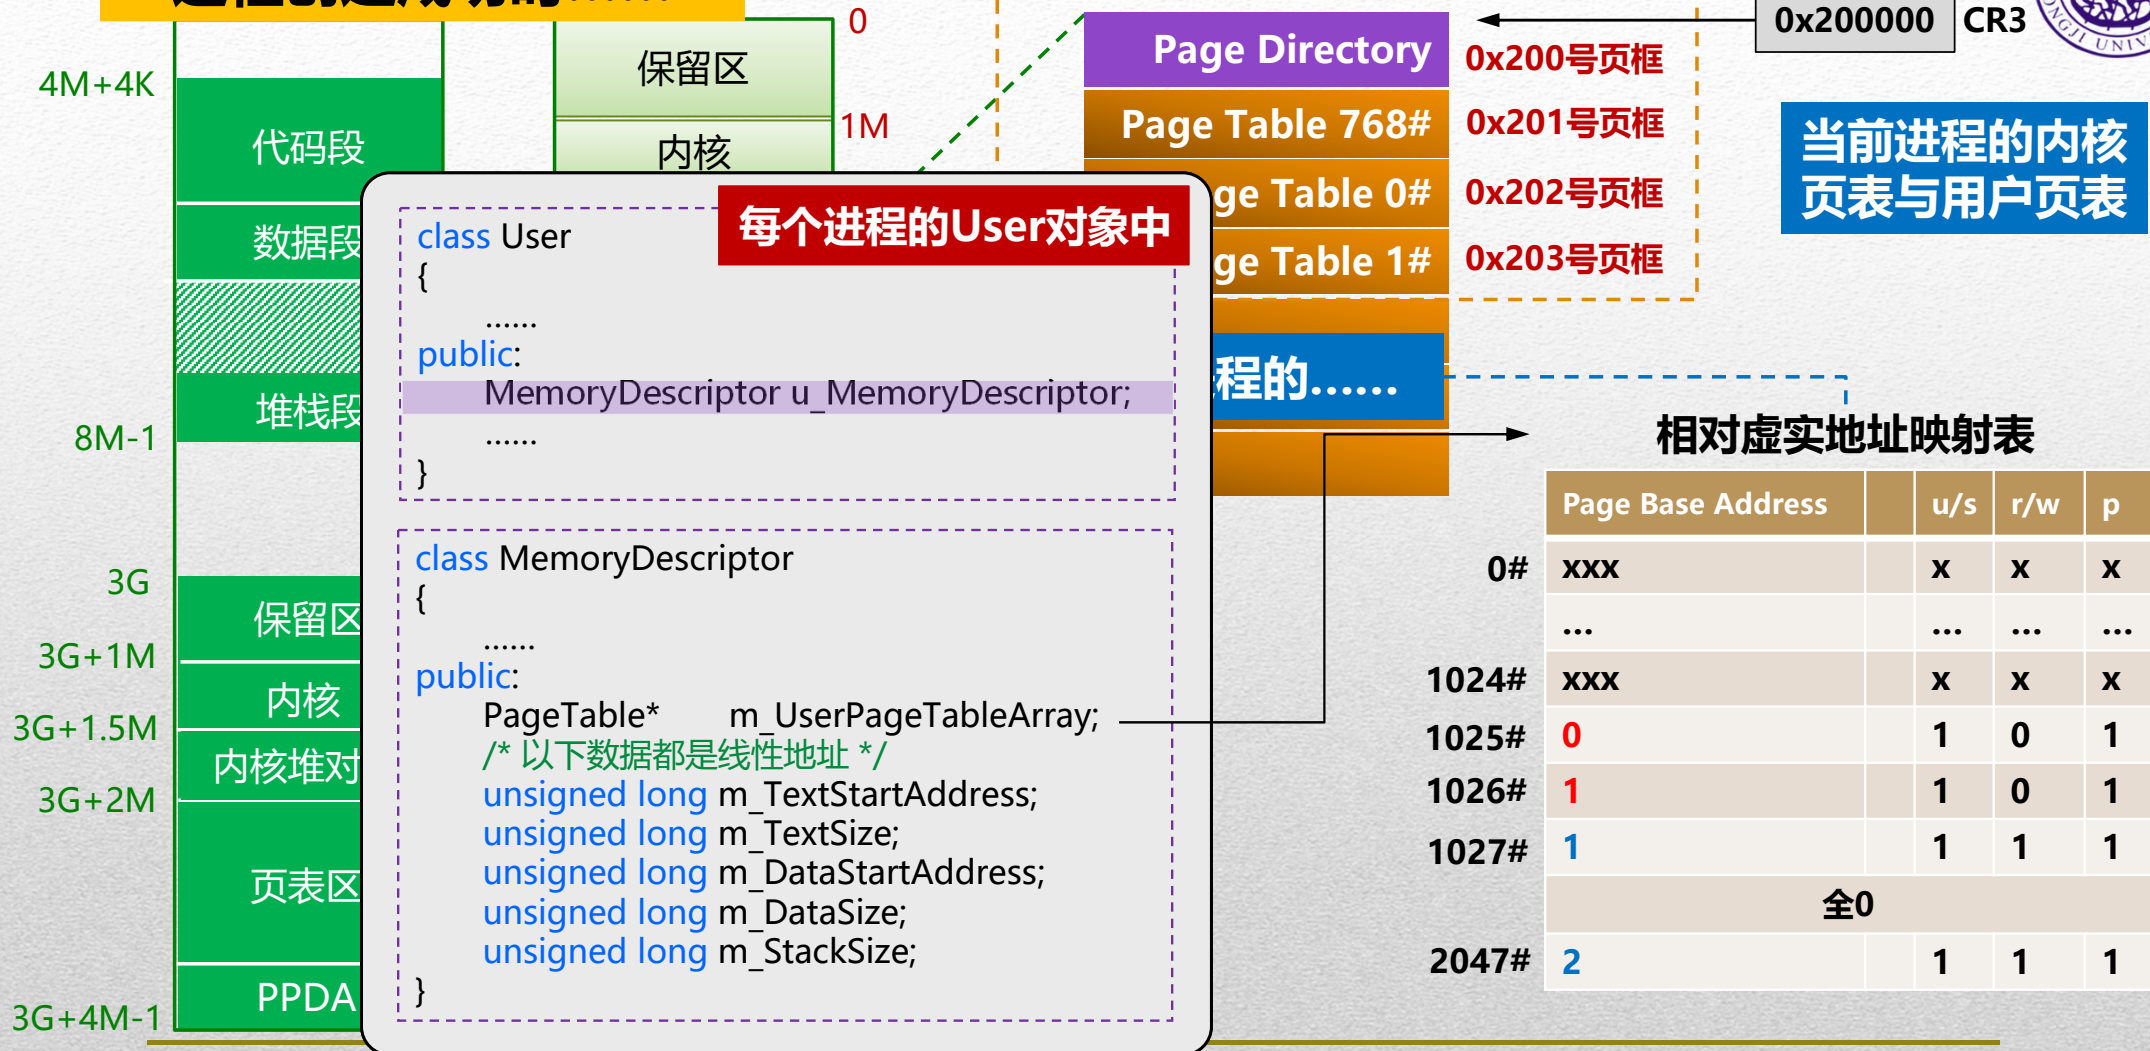 0
0x200000 CR3
4M+4K
代码段
数据段
堆栈段
8M-1
3G
保留区
3G+1M
内核
3G+1.5M
内核堆对
3G+2M
页表区
PPDA
3G+4M-1
保留区
1M
内核
Page Directory 0x200号页框
Page Table 768# 0x201号页框
ge Table 0# 0x202号页框
ge Table 1# 0x203号页框
当前进程的内核
页表与用户页表
程的……
每个进程的User对象中
class User
{
……
public:
MemoryDescriptor u_MemoryDescriptor;
……
}
class MemoryDescriptor
{
……
public:
PageTable* m_UserPageTableArray;
/* 以下数据都是线性地址 */
unsigned long m_TextStartAddress;
unsigned long m_TextSize;
unsigned long m_DataStartAddress;
unsigned long m_DataSize;
unsigned long m_StackSize;
}
相对虚实地址映射表
Page Base Address u/s r/w p
0# xxx x x x
... ... ... ...
1024# xxx x x x
1025# 0 1 0 1
1026# 1 1 0 1
1027# 1 1 1 1
全0
2047# 2 1 1 1